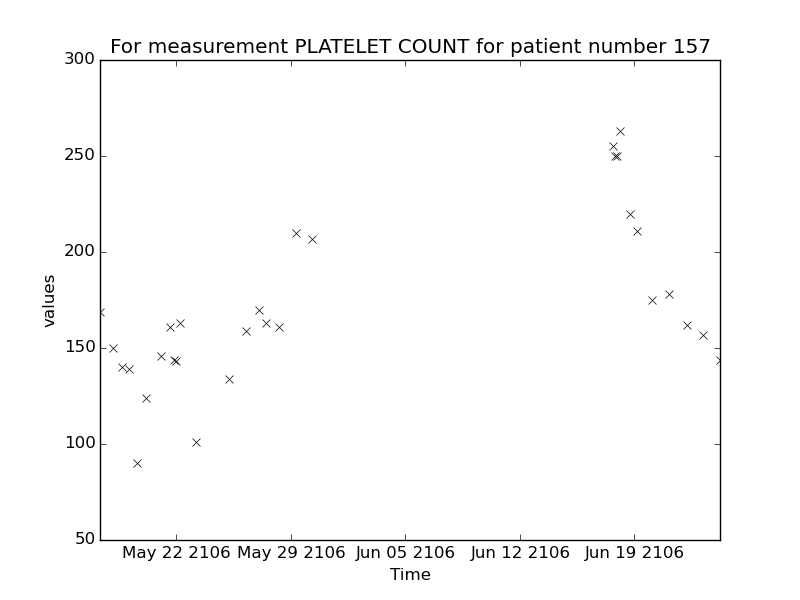 For measurement PLATELET COUNT for patient number 157
300
250
200
150
100
50
values
May 22 2106 May 29 2106 Jun 05 2106 Jun 12 2106 Jun 19 2106
Time